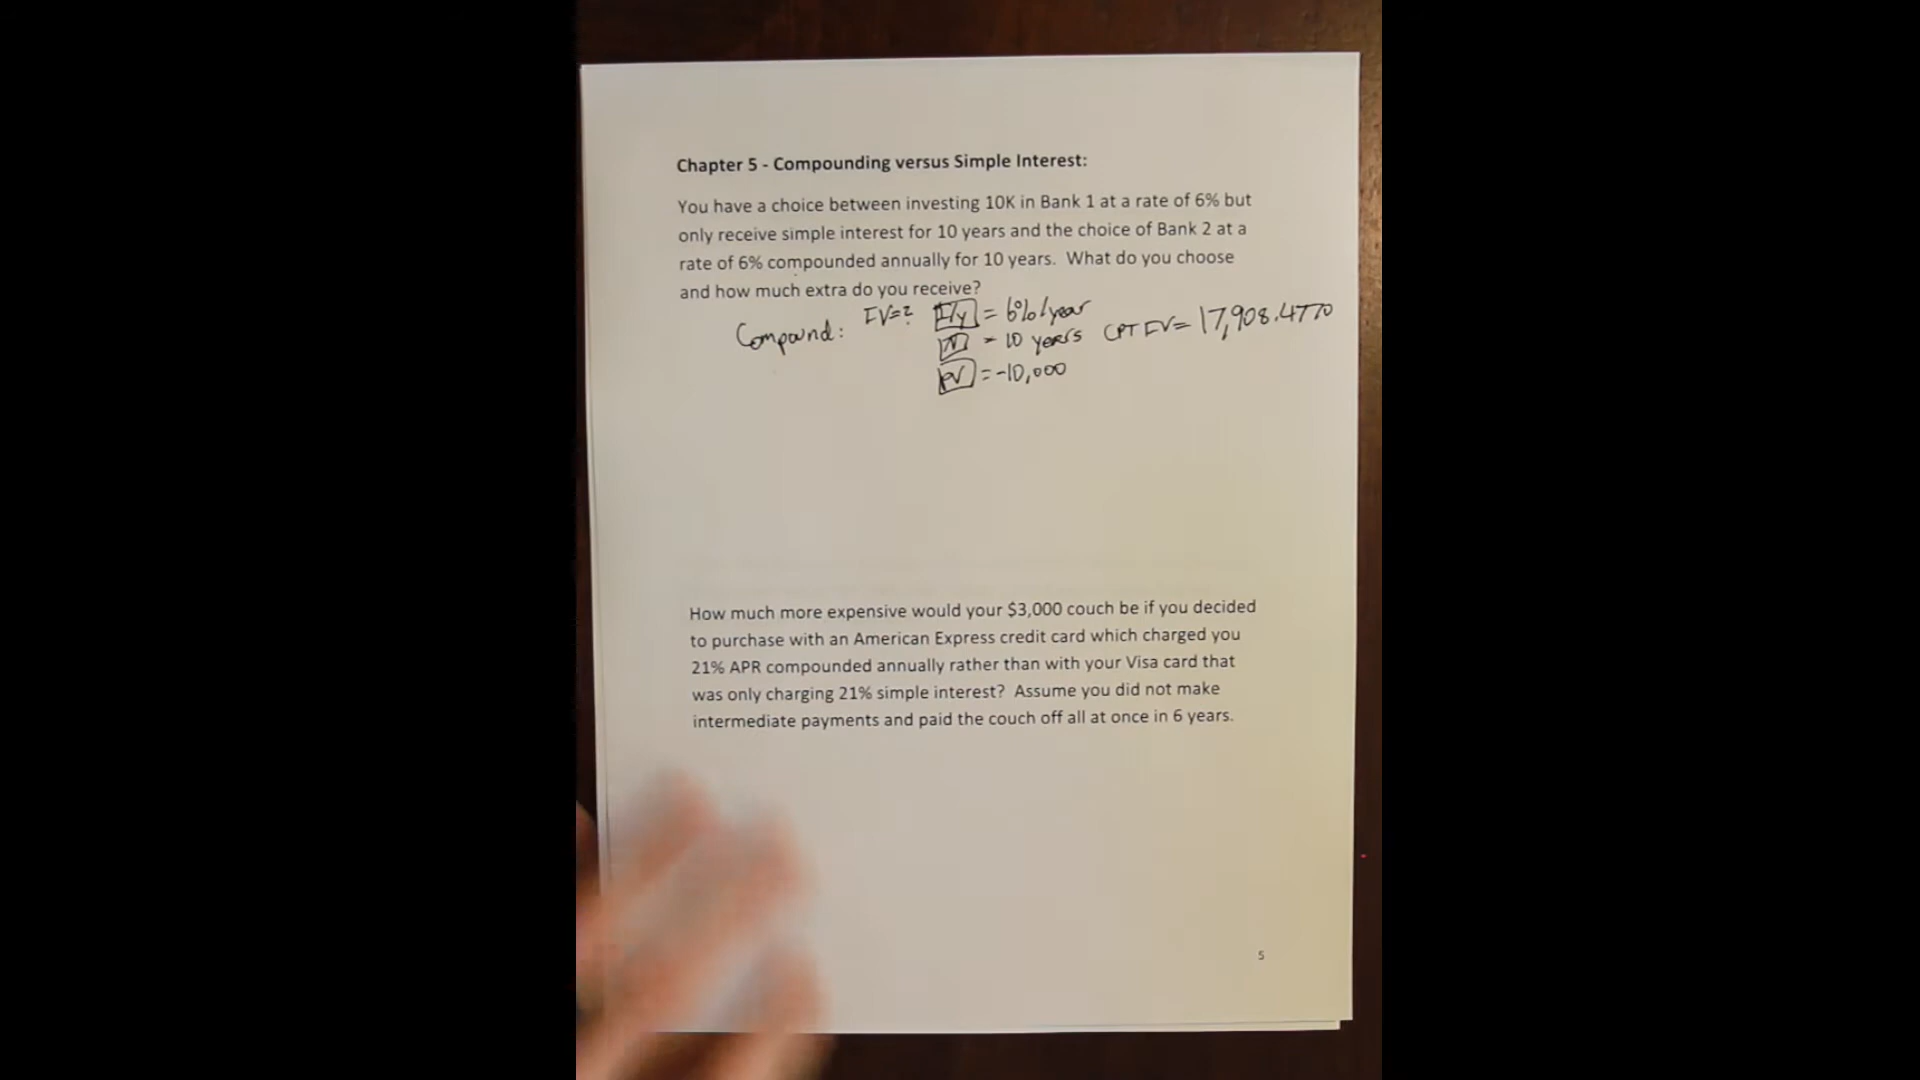 Chapter 5 - Compounding versus Simple Interest:
You have a choice between investing 10K in Bank 1 at a rate of 6% but
only receive simple interest for 10 years and the choice of Bank 2 at a
rate of 6% compounded annually for 10 years. What do you choose
and how much extra do you receive?
Compound: FV=? I/y = 6%/year
N = 10 years CPT FV= 17,908.4770
PV =-10,000
How much more expensive would your $3,000 couch be if you decided
to purchase with an American Express credit card which charged you
21% APR compounded annually rather than with your Visa card that
was only charging 21% simple interest? Assume you did not make
intermediate payments and paid the couch off all at once in 6 years.
5